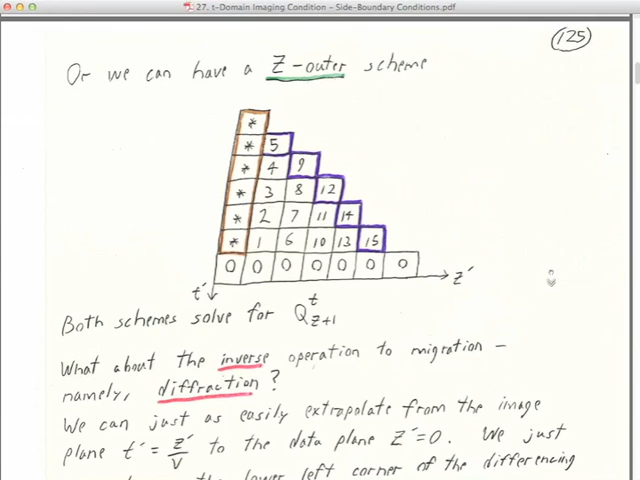 27. t-Domain Imaging Condition – Side-Boundary Conditions.pdf
125
Or we can have a Z-outer scheme
*
* 5
* 4 9
* 3 8 12
* 2 7 11 14
* 1 6 10 13 15
0 0 0 0 0 0 0
t′ z′
Both schemes solve for Q^t_{z+1}
What about the inverse operation to migration –
namely, diffraction?
We can just as easily extrapolate from the image
plane t′ = z′/v to the data plane z′=0. We just
lower left corner of the differencing